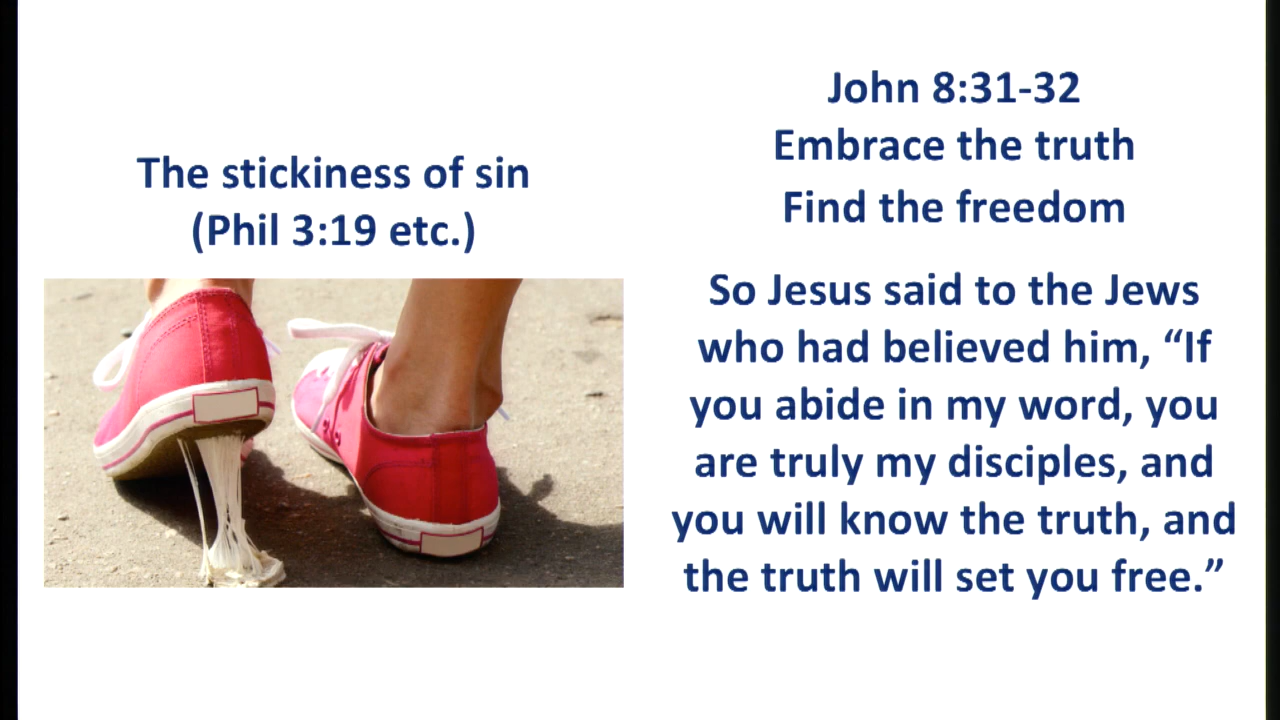 The stickiness of sin
(Phil 3:19 etc.)
John 8:31-32
Embrace the truth
Find the freedom
So Jesus said to the Jews
who had believed him, “If
you abide in my word, you
are truly my disciples, and
you will know the truth, and
the truth will set you free.”